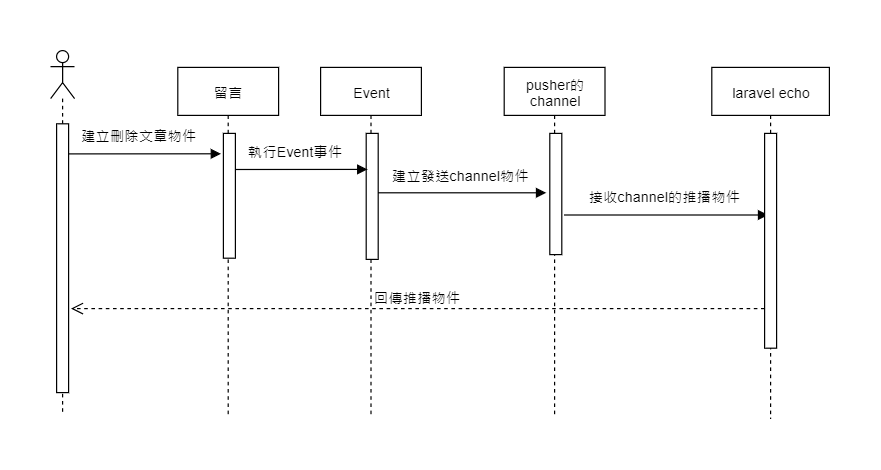 留言
Event
pusher的
channel
laravel echo
建立刪除文章物件
執行Event事件
建立發送channel物件
接收channel的推播物件
回傳推播物件